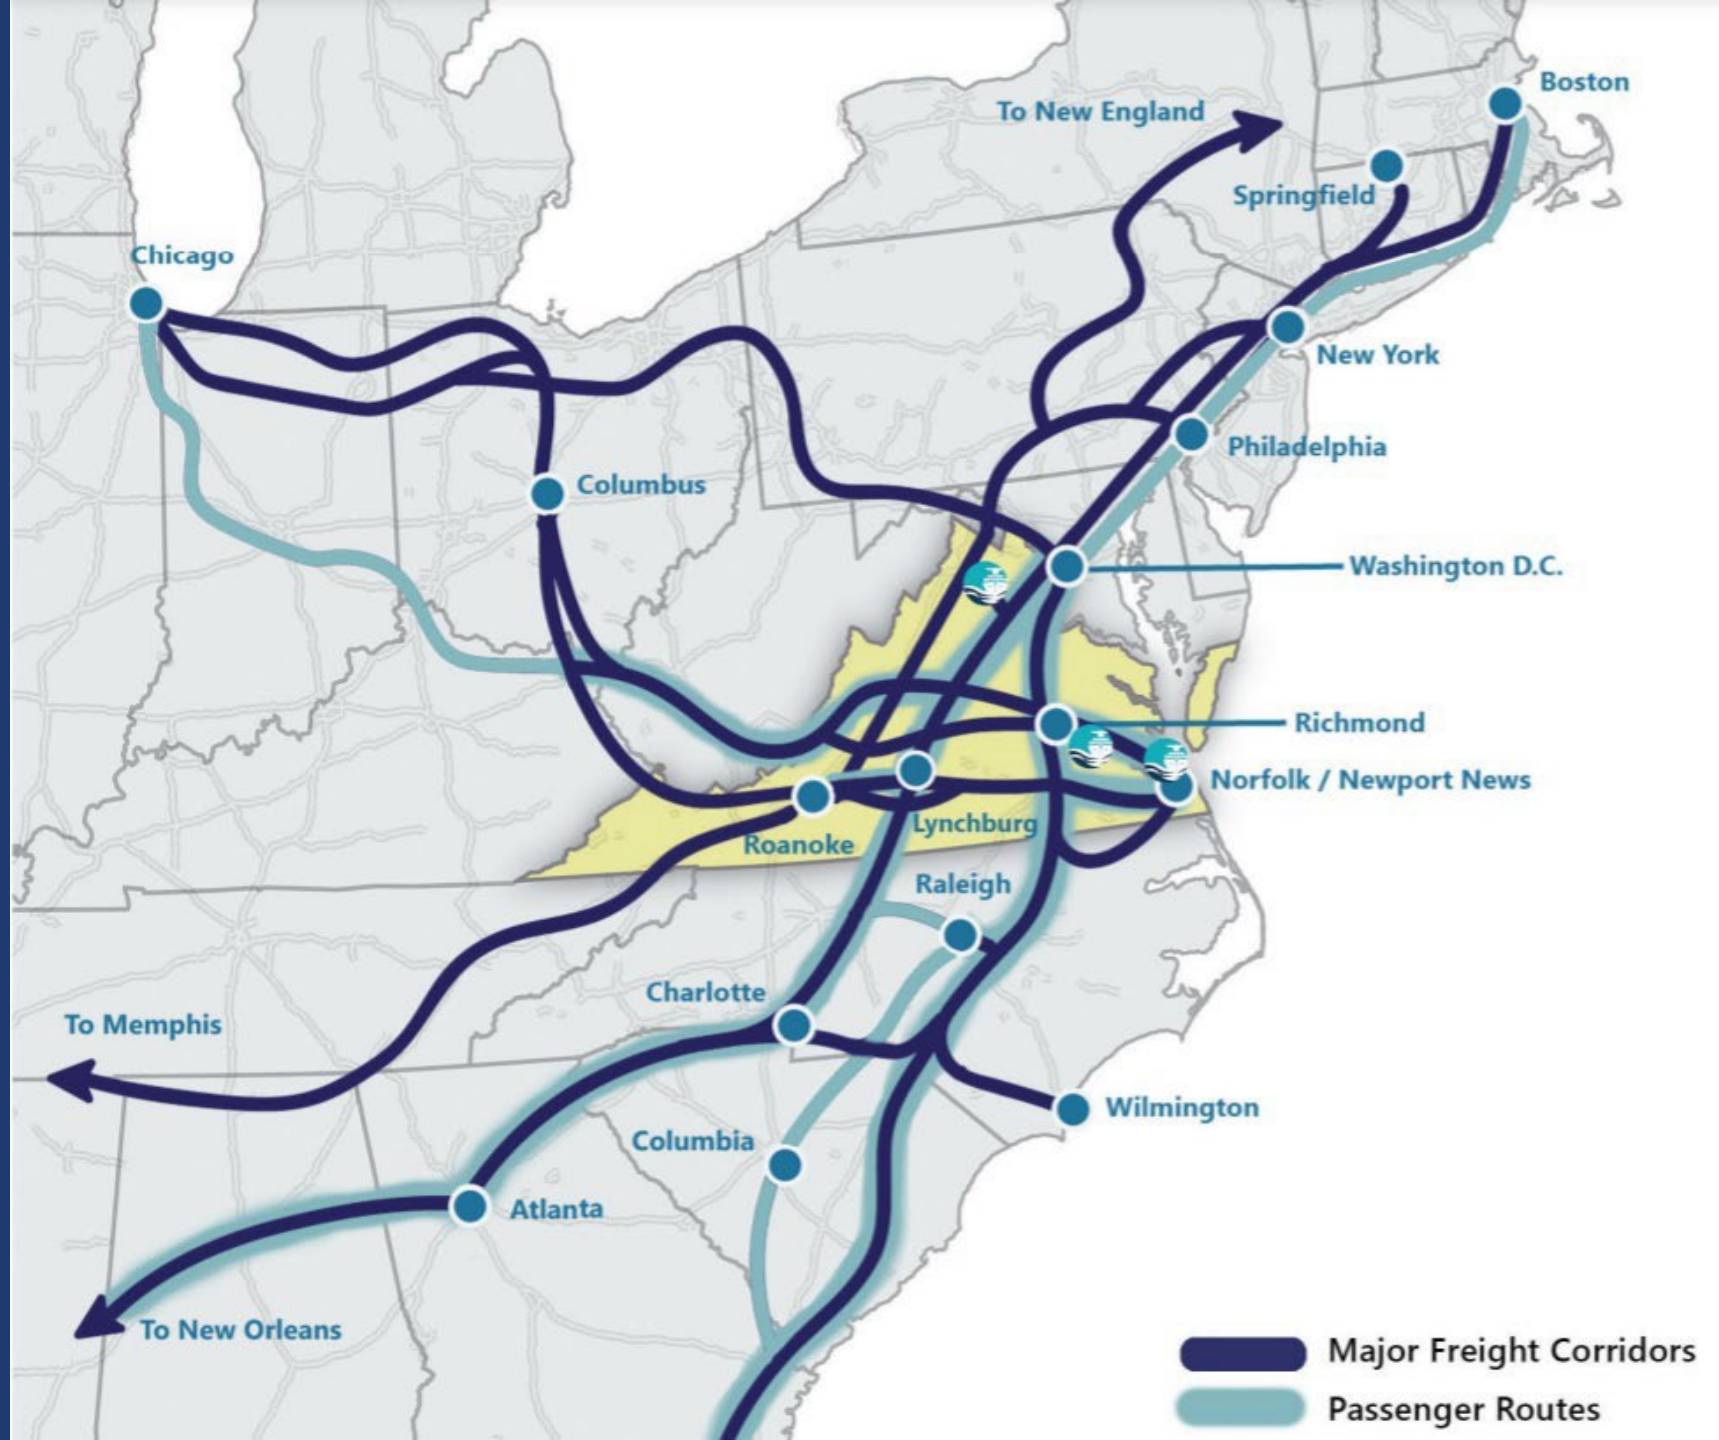 Boston
To New England
Springfield
Chicago
New York
Philadelphia
Columbus
Washington D.C.
Richmond
Norfolk / Newport News
Lynchburg
Roanoke
Raleigh
Charlotte
To Memphis
Wilmington
Columbia
Atlanta
To New Orleans
Major Freight Corridors
Passenger Routes